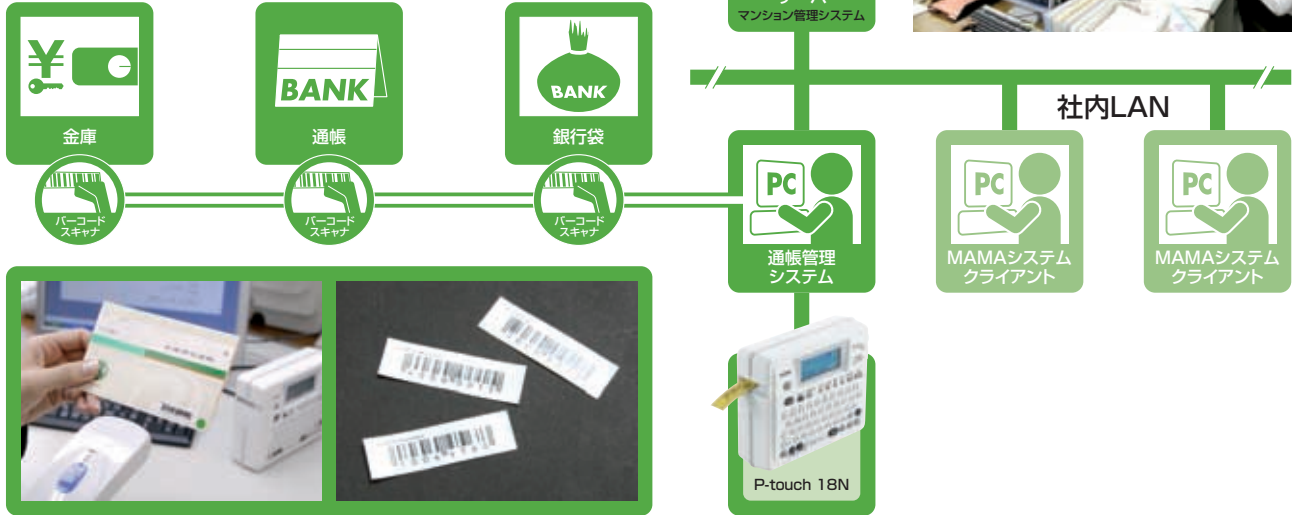 マンション管理システム
金庫
BANK
通帳
BANK
銀行袋
社内LAN
バーコード
スキャナ
バーコード
スキャナ
バーコード
スキャナ
PC
通帳管理
システム
PC
MAMAシステム
クライアント
PC
MAMAシステム
クライアント
P-touch 18N